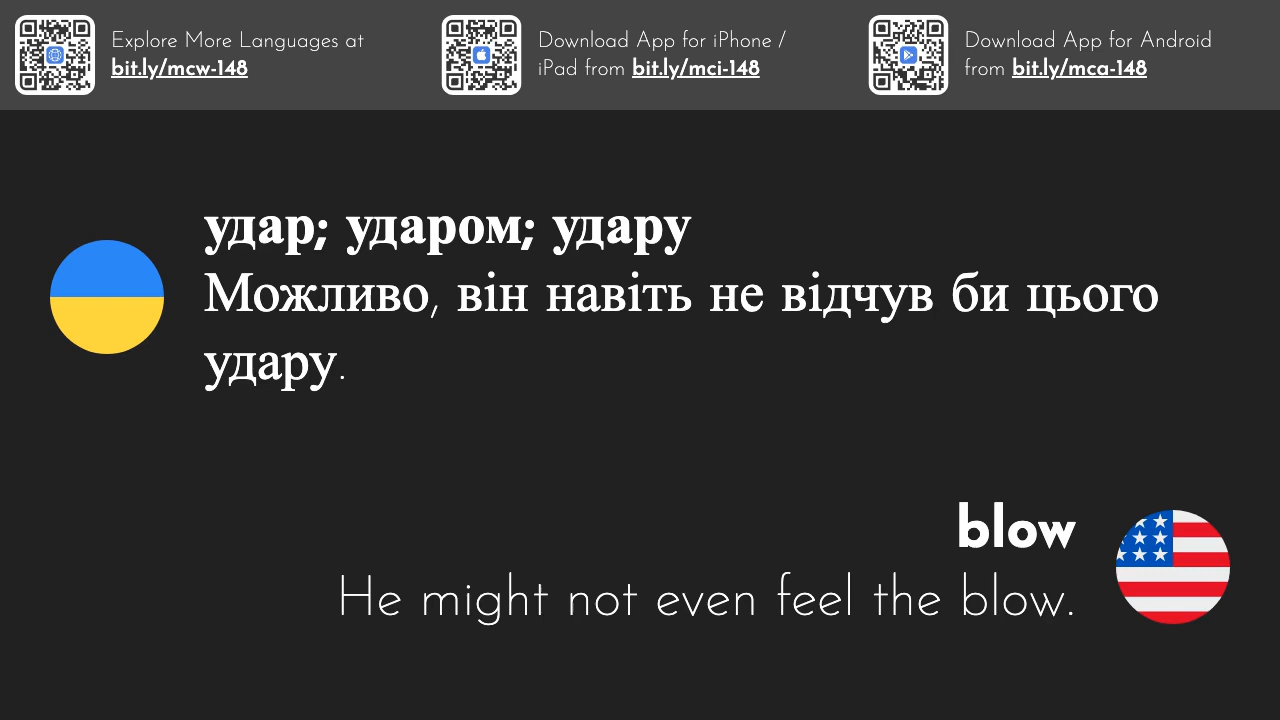 Explore More Languages at
bit.ly/mcw-148
Download App for iPhone /
iPad from bit.ly/mci-148
Download App for Android
from bit.ly/mca-148
удар; ударом; удару
Можливо, він навіть не відчув би цього
удару.
blow
He might not even feel the blow.